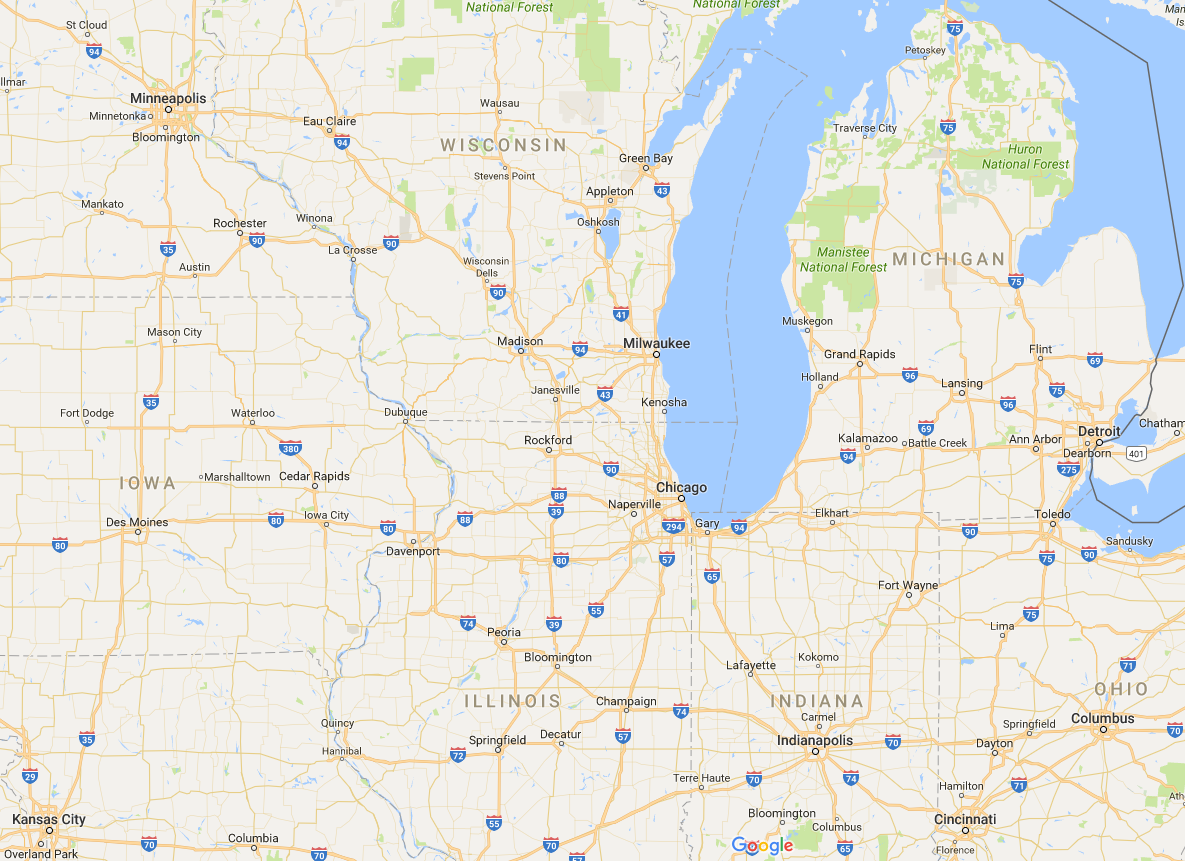 National Forest
National Forest
Man
Is
St Cloud
94
75
Petoskey
llmar
Minneapolis
Minnetonka
Bloomington
Wausau
Eau Claire
94
Traverse City
75
WISCONSIN
Huron
National Forest
Green Bay
Stevens Point
43
Appleton
Mankato
Rochester
Winona
Oshkosh
35
90
90
La Crosse
Manistee
National Forest
MICHIGAN
Austin
Wisconsin
Dells
90
75
41
Muskegon
Mason City
Madison
94
Milwaukee
Grand Rapids
Flint
69
Holland
96
Lansing
75
Janesville
43
35
Kenosha
96
Fort Dodge
Waterloo
Dubuque
69
Chatham
Detroit
Kalamazoo
Battle Creek
Ann Arbor
Dearborn
401
380
Rockford
94
275
90
IOWA
Marshalltown
Cedar Rapids
Chicago
88
39
Naperville
Des Moines
80
Iowa City
80
88
294
Gary
94
Elkhart
90
Toledo
80
Davenport
80
57
Sandusky
75
90
65
Fort Wayne
55
75
74
39
Peoria
Lima
Bloomington
Lafayette
Kokomo
71
ILLINOIS
Champaign
74
INDIANA
OHIO
Quincy
Carmel
Springfield
Columbus
35
Hannibal
72
Springfield
Decatur
57
Indianapolis
70
Dayton
70
29
Terre Haute
70
74
71
Hamilton
Ath
Kansas City
55
Bloomington
Columbus
Cincinnati
Overland Park
70
Columbia
70
70
57
Google
65
Florence